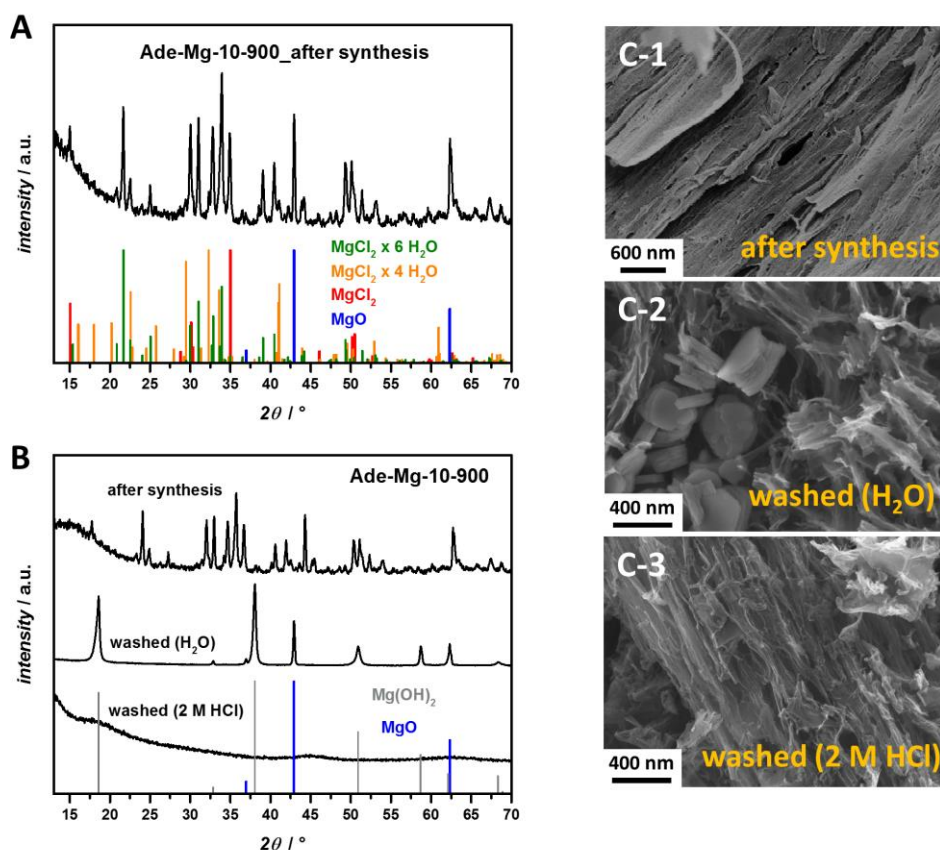 A
Ade-Mg-10-900_after synthesis
intensity / a.u.
MgCl₂ x 6 H₂O
MgCl₂ x 4 H₂O
MgCl₂
MgO
15 20 25 30 35 40 45 50 55 60 65 70
2θ / °
B
Ade-Mg-10-900
after synthesis
intensity / a.u.
washed (H₂O)
washed (2 M HCl)
Mg(OH)₂
MgO
15 20 25 30 35 40 45 50 55 60 65 70
2θ / °
C-1
600 nm
after synthesis
C-2
400 nm
washed (H₂O)
C-3
400 nm
washed (2 M HCl)